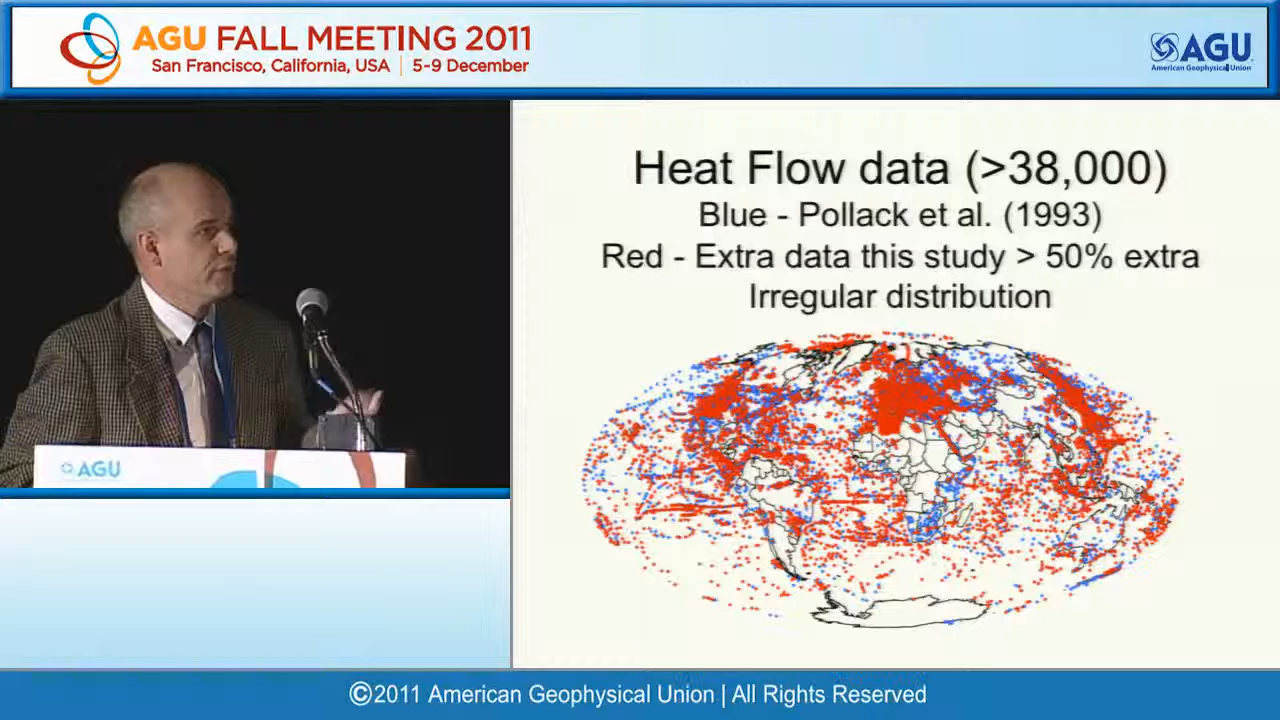 AGU FALL MEETING 2011
San Francisco, California, USA | 5-9 December
AGU
American Geophysical Union
Heat Flow data (>38,000)
Blue - Pollack et al. (1993)
Red - Extra data this study > 50% extra
Irregular distribution
AGU
©2011 American Geophysical Union | All Rights Reserved